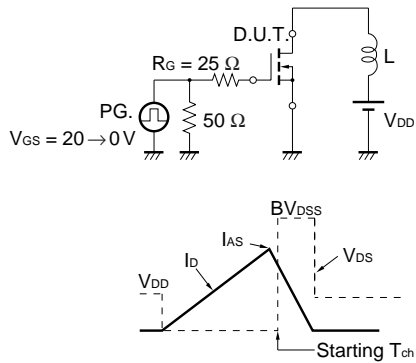 D.U.T.
RG = 25 Ω
L
PG.
50 Ω
VDD
VGS = 20 → 0 V
BVDSS
IAS
ID
VDS
VDD
Starting Tch